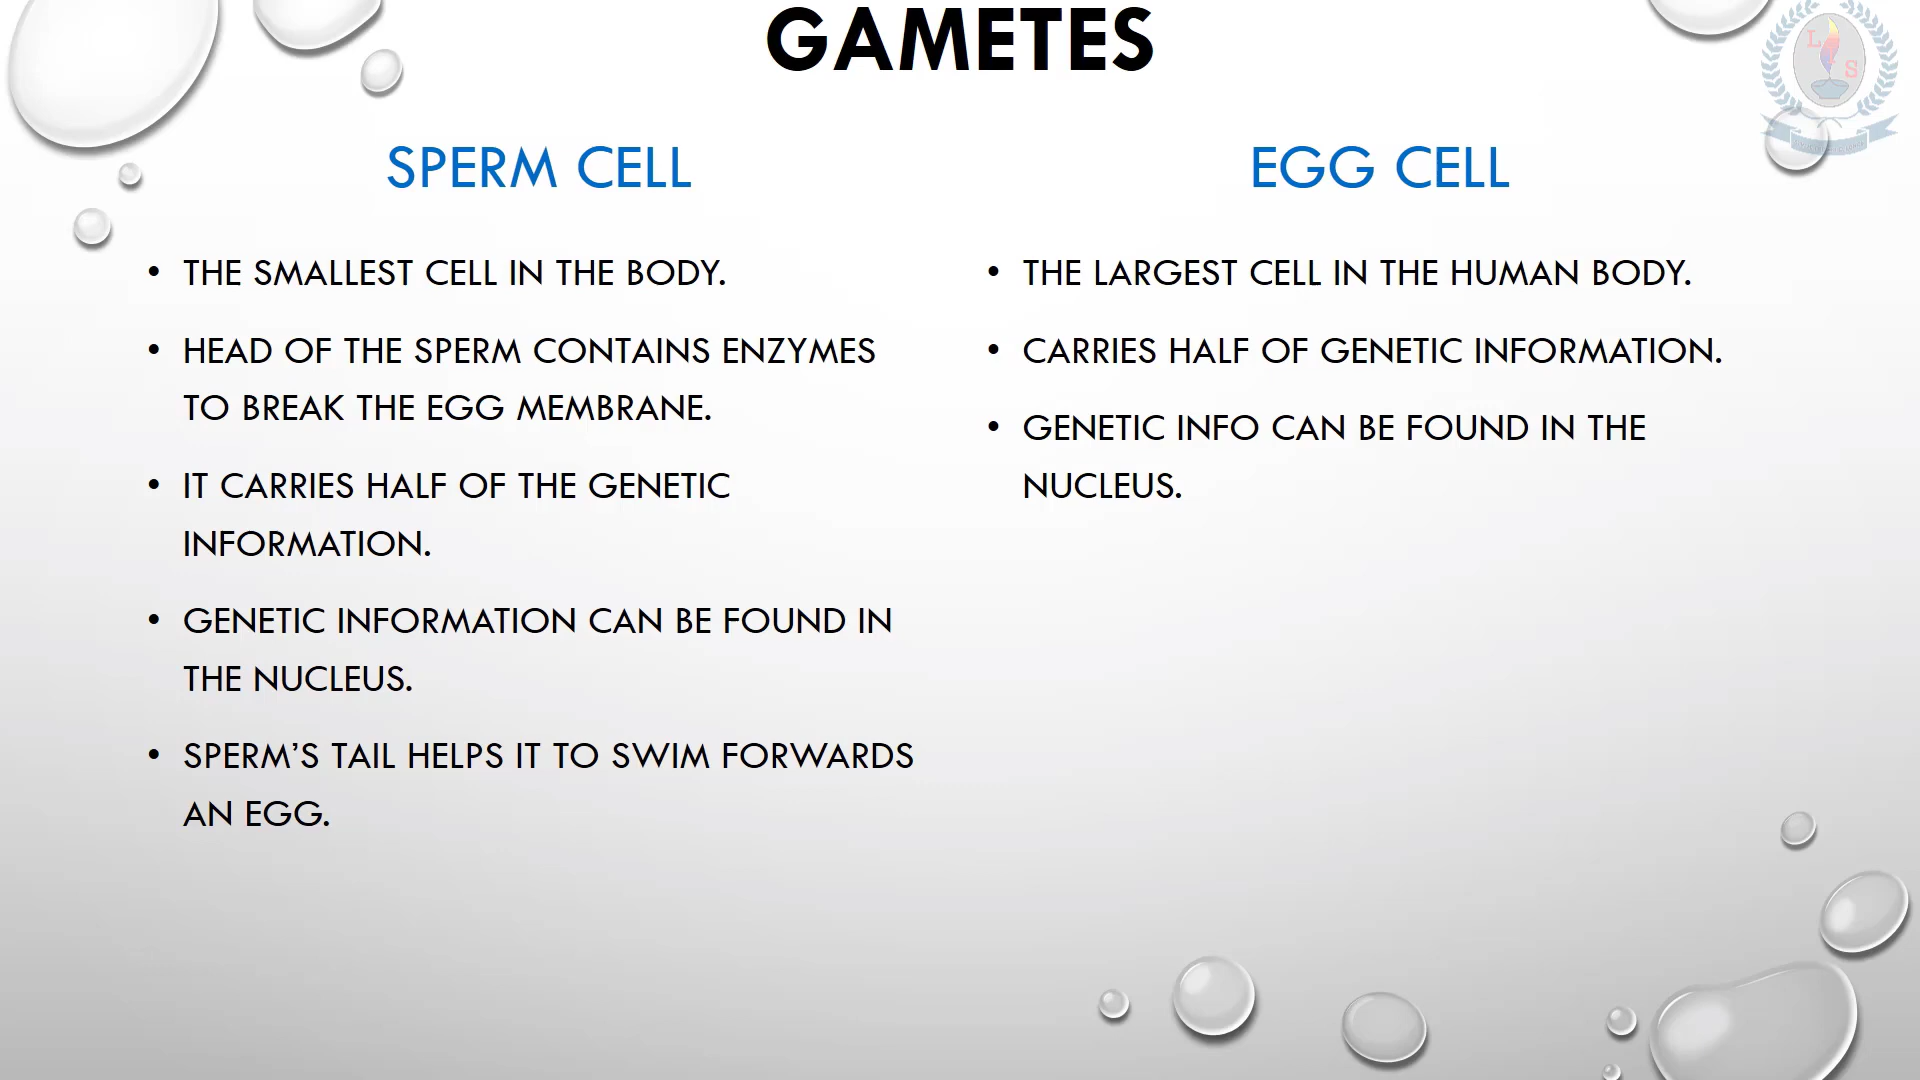 GAMETES
SPERM CELL
• THE SMALLEST CELL IN THE BODY.
• HEAD OF THE SPERM CONTAINS ENZYMES
TO BREAK THE EGG MEMBRANE.
• IT CARRIES HALF OF THE GENETIC
INFORMATION.
• GENETIC INFORMATION CAN BE FOUND IN
THE NUCLEUS.
• SPERM’S TAIL HELPS IT TO SWIM FORWARDS
AN EGG.
EGG CELL
• THE LARGEST CELL IN THE HUMAN BODY.
• CARRIES HALF OF GENETIC INFORMATION.
• GENETIC INFO CAN BE FOUND IN THE
NUCLEUS.
L S